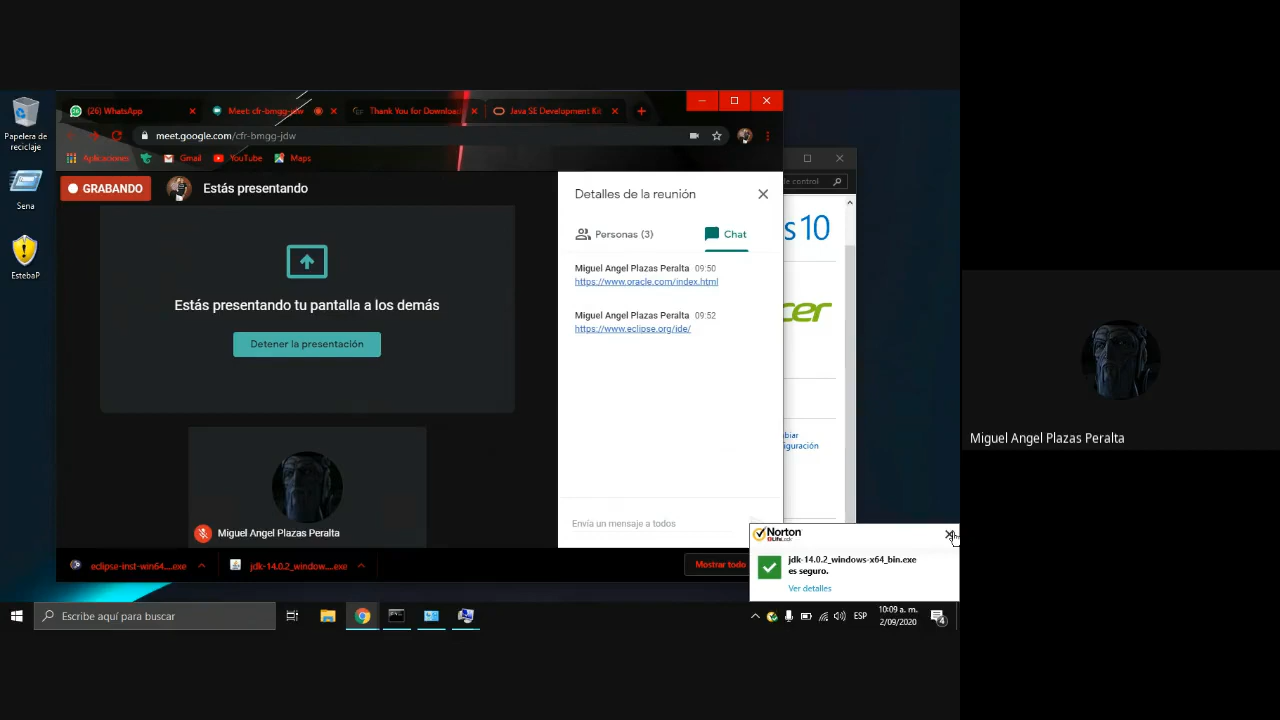 Papelera de
reciclaje
Sena
EstebaP
(26) WhatsApp
Meet: cfr-bmgg-jdw
Thank You for Downloa
Java SE Development Kit
meet.google.com/cfr-bmgg-jdw
Aplicaciones
Gmail
YouTube
Maps
GRABANDO
Estás presentando
Estás presentando tu pantalla a los demás
Detener la presentación
Miguel Angel Plazas Peralta
Detalles de la reunión
Personas (3)
Chat
Miguel Angel Plazas Peralta 09:50
https://www.oracle.com/index.html
Miguel Angel Plazas Peralta 09:52
https://www.eclipse.org/ide/
Envía un mensaje a todos
de control
s 10
cer
biar
iguración
eclipse-inst-win64....exe
jdk-14.0.2_window....exe
Mostrar todo
Norton
jdk-14.0.2_windows-x64_bin.exe
es seguro.
Ver detalles
Escribe aquí para buscar
ESP
10:09 a. m.
2/09/2020
4
Miguel Angel Plazas Peralta